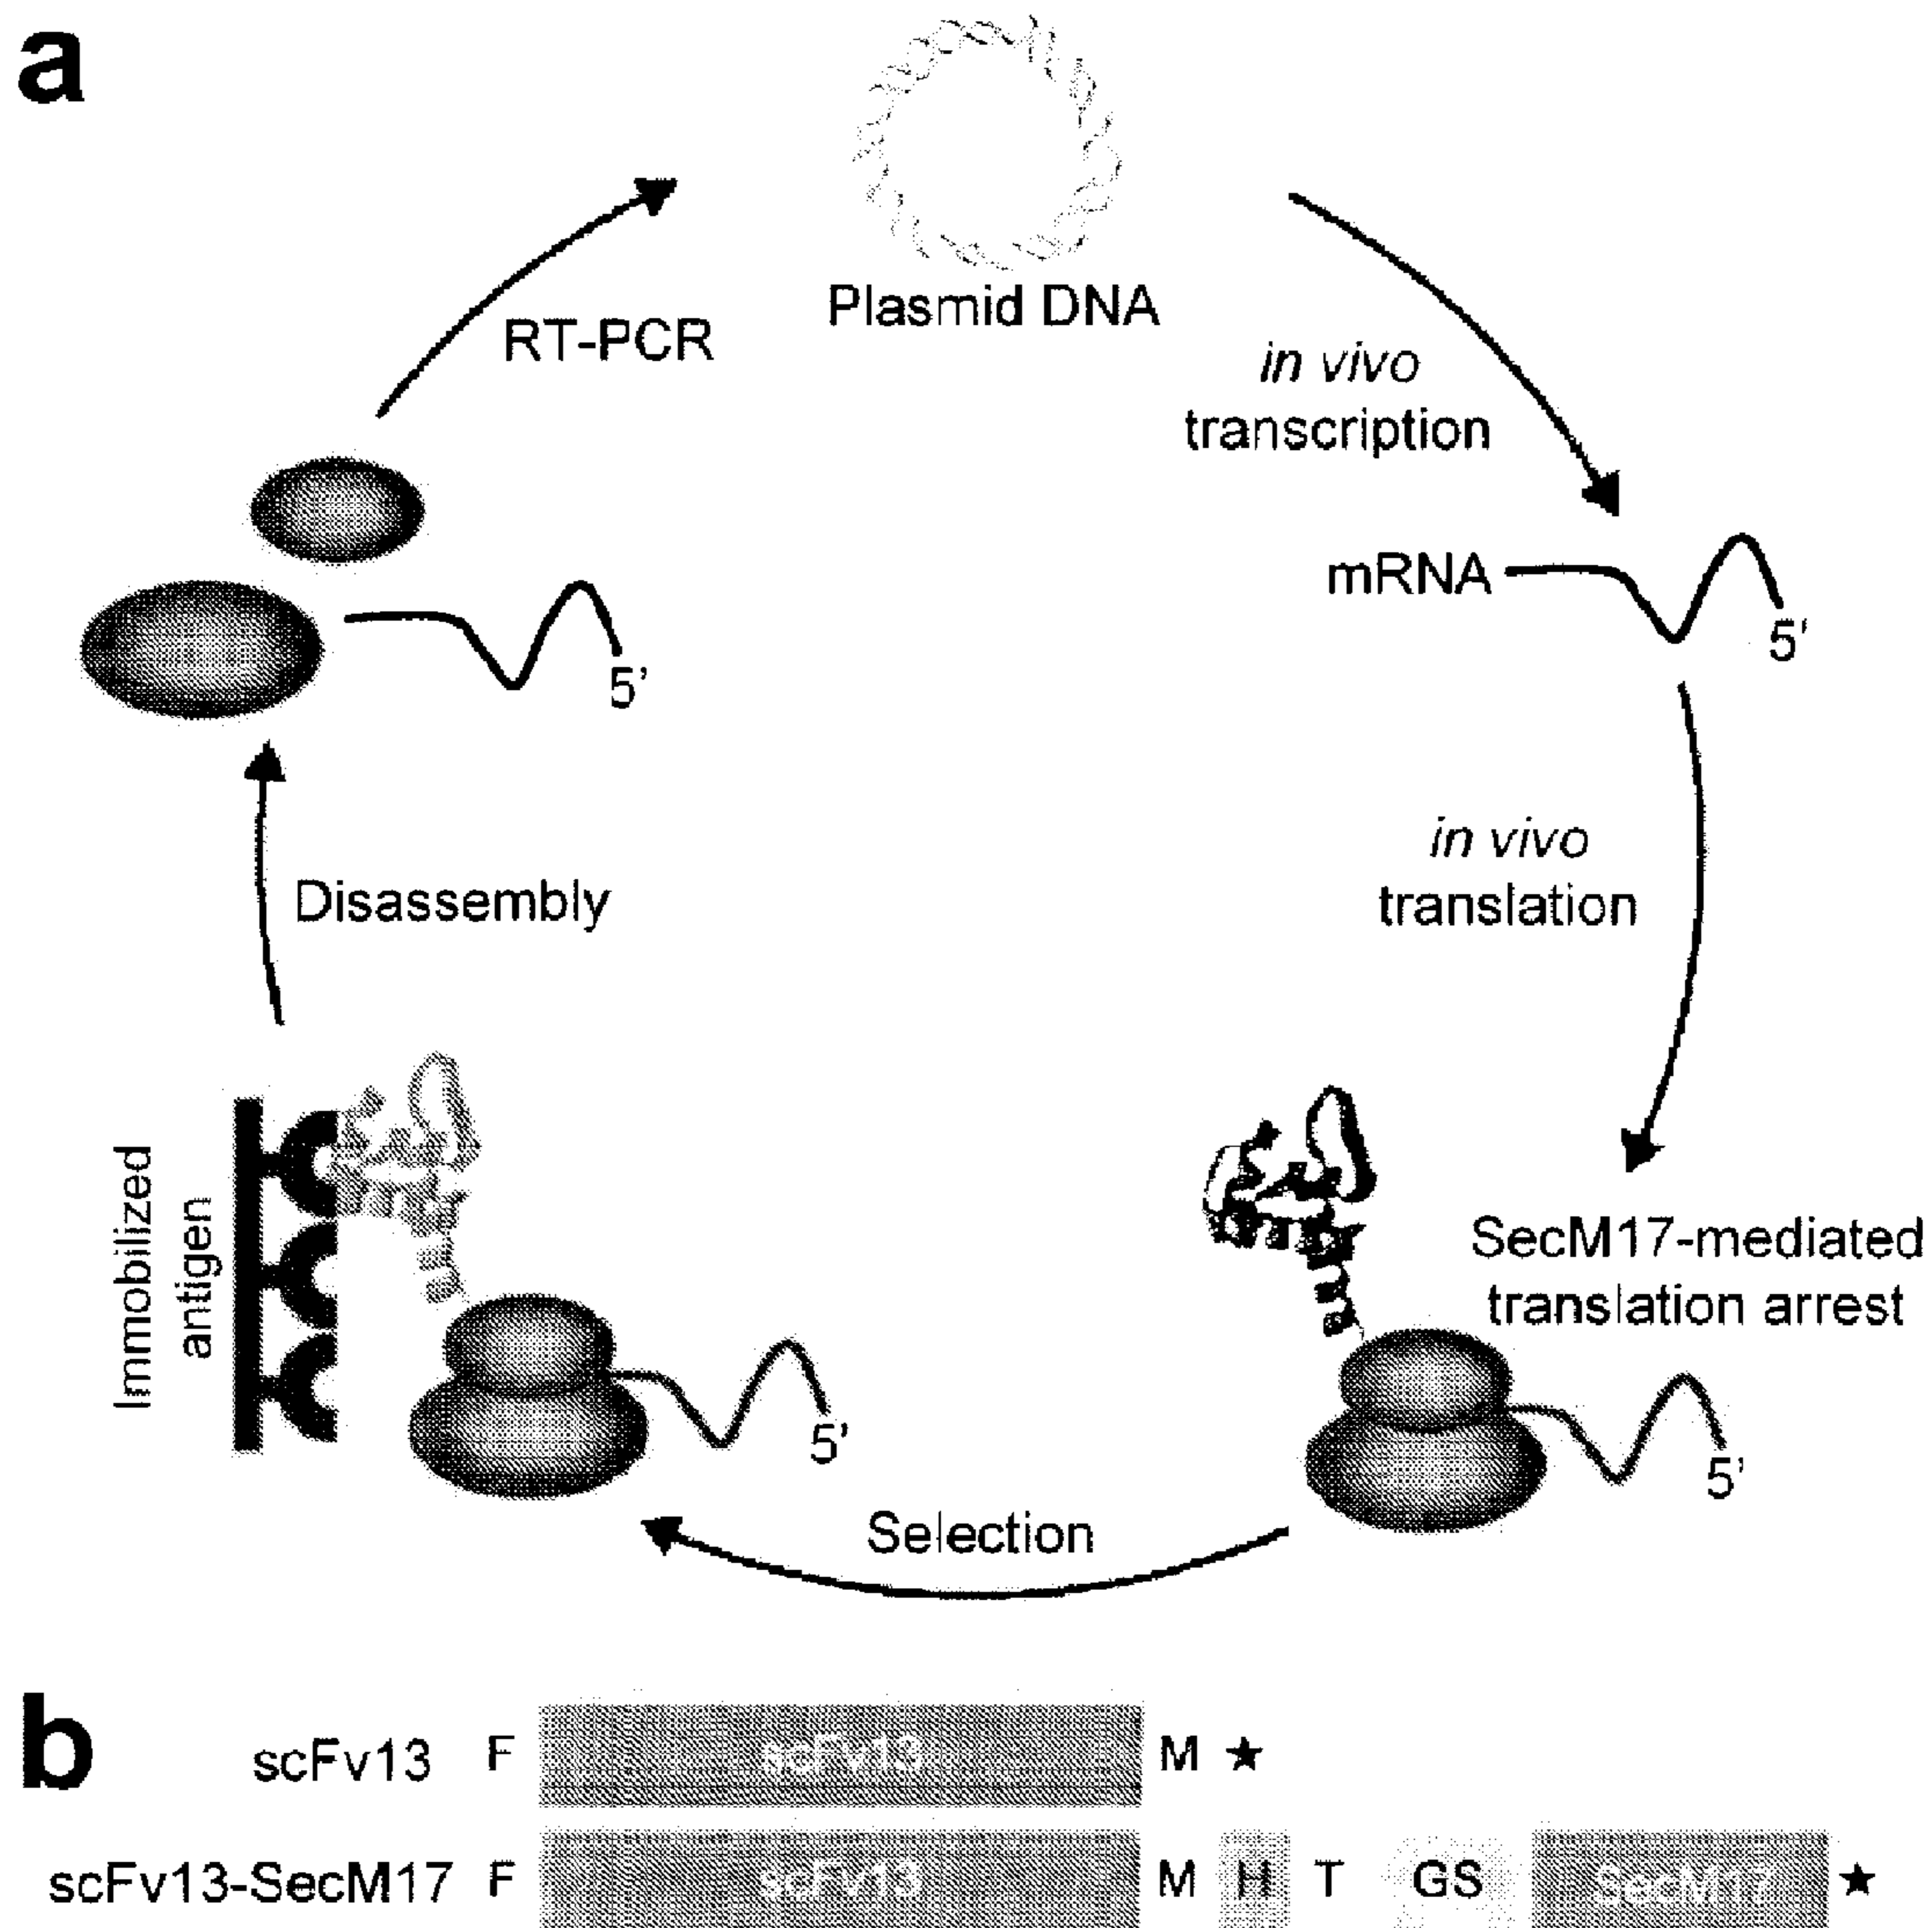 a
Plasmid DNA
RT-PCR
in vivo
transcription
mRNA
5'
5'
in vivo
translation
Disassembly
Immobilized
antigen
SecM17-mediated
translation arrest
5'
5'
Selection
b
scFv13 F scFv13 M ★
scFv13-SecM17 F scFv13 M H T GS SecM17 ★